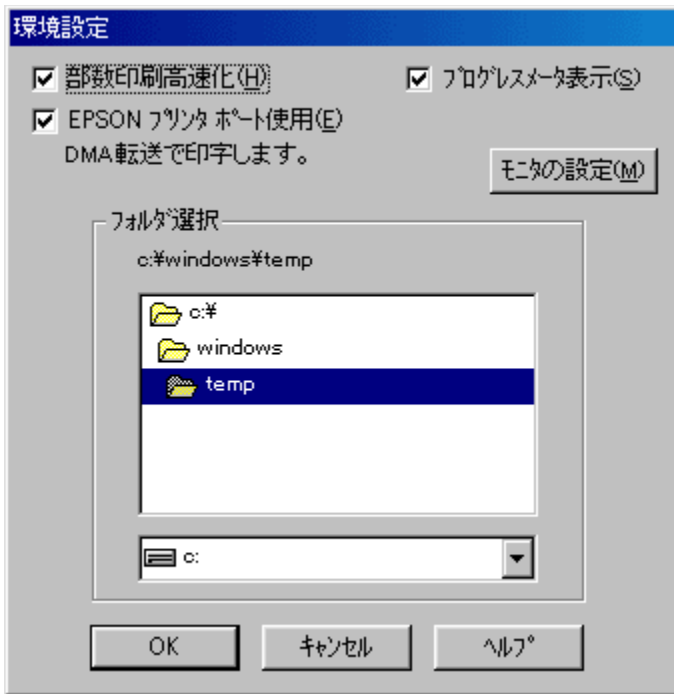 環境設定
部数印刷高速化(H)
ﾌﾟﾛｸﾞﾚｽﾒｰﾀ表示(S)
EPSON ﾌﾟﾘﾝﾀ ﾎﾟｰﾄ使用(E)
DMA転送で印字します。
ﾓﾆﾀの設定(M)
ﾌｫﾙﾀﾞ選択
c:¥windows¥temp
c:¥
windows
temp
c:
OK
ｷｬﾝｾﾙ
ﾍﾙﾌﾟ